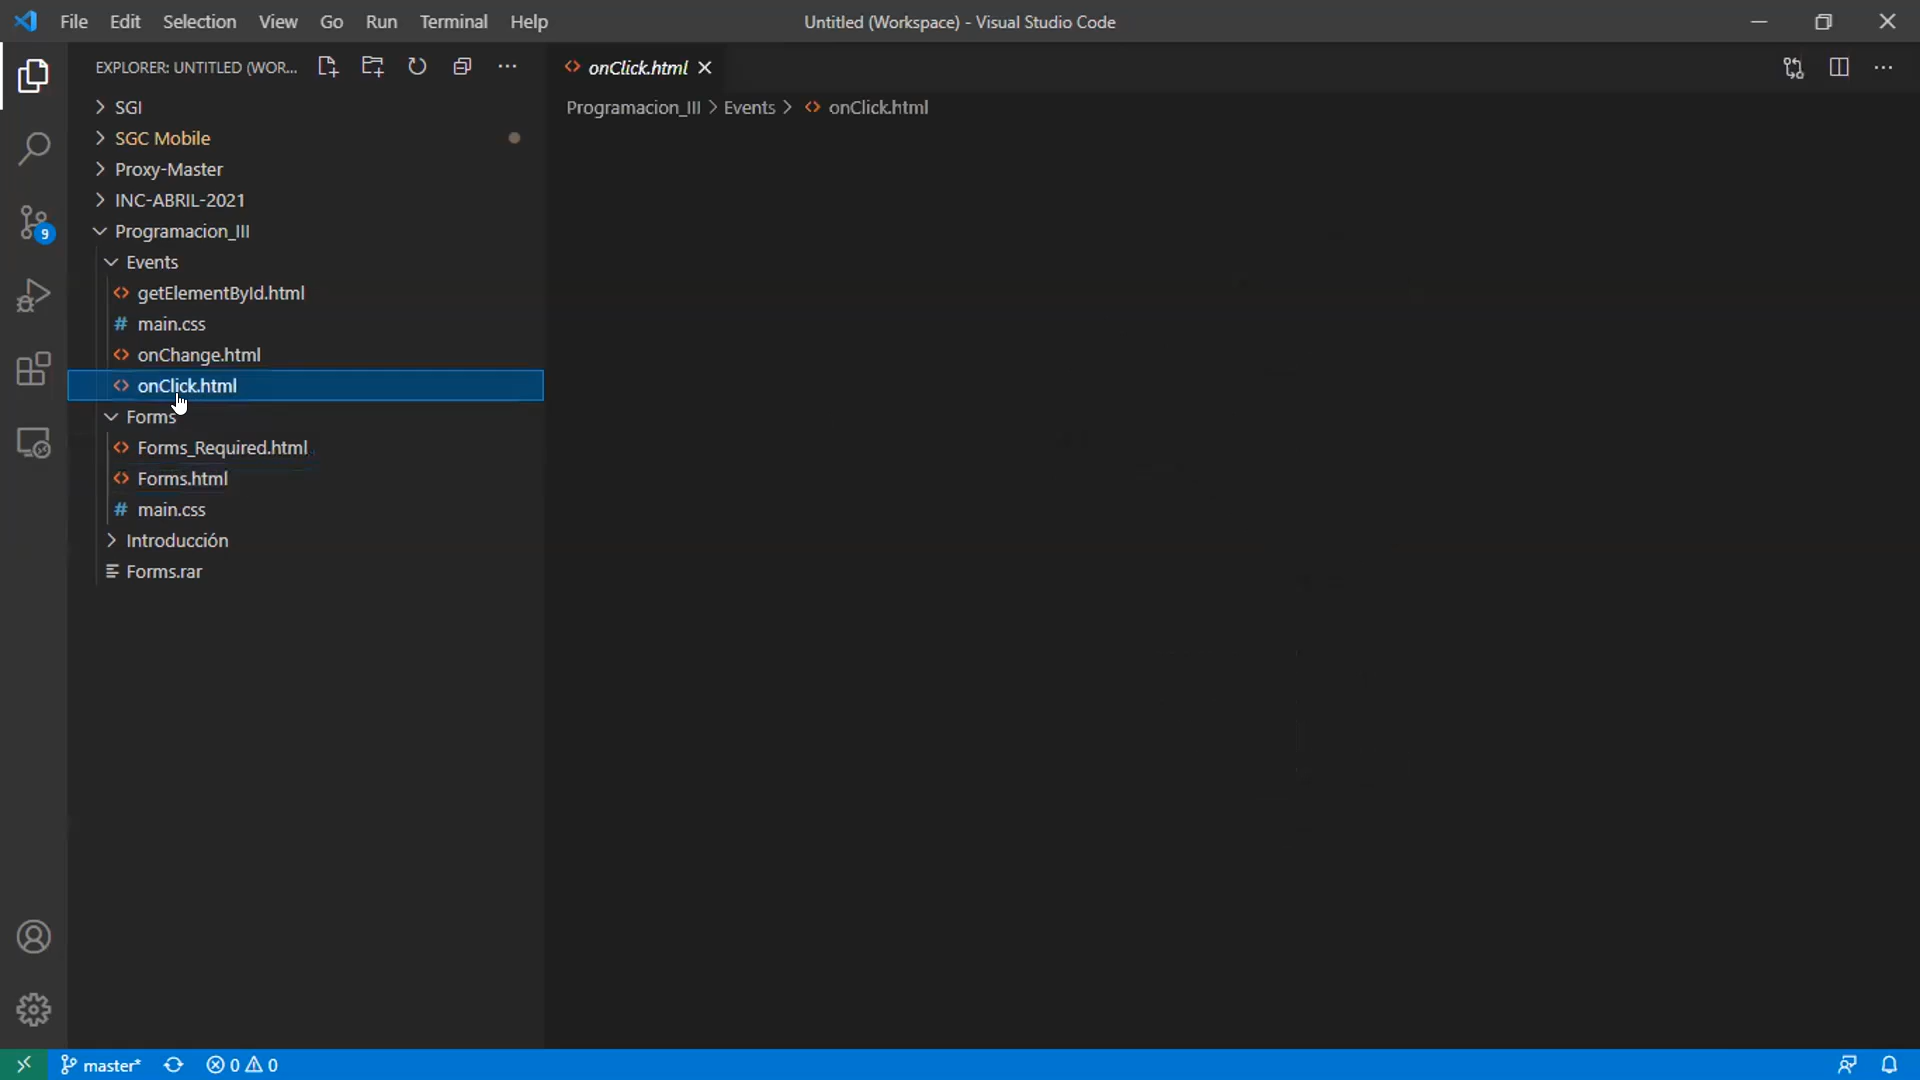 File Edit Selection View Go Run Terminal Help
Untitled (Workspace) - Visual Studio Code
EXPLORER: UNTITLED (WOR...
onClick.html
SGI
Programacion_III > Events > onClick.html
SGC Mobile
Proxy-Master
INC-ABRIL-2021
9
Programacion_III
Events
getElementById.html
# main.css
onChange.html
onClick.html
Forms
Forms_Required.html
Forms.html
# main.css
Introducción
Forms.rar
master* 0 0